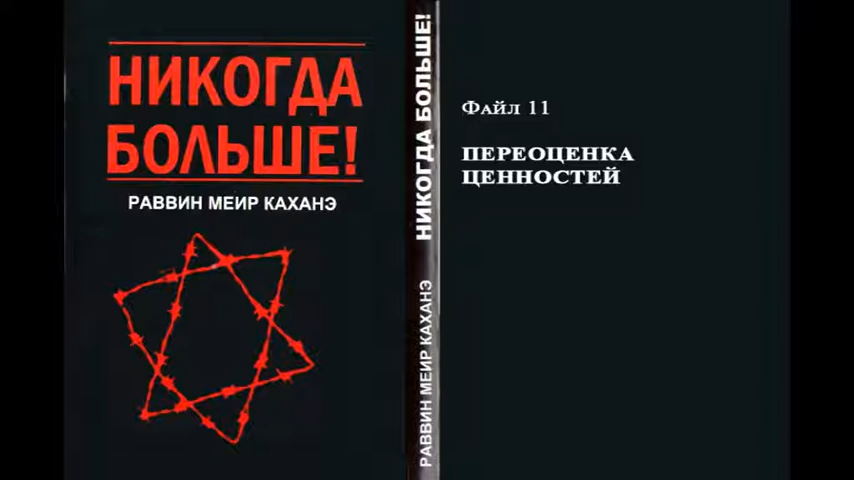 НИКОГДА
БОЛЬШЕ!
РАВВИН МЕИР КАХАНЭ
НИКОГДА БОЛЬШЕ!
РАВВИН МЕИР КАХАНЭ
Файл 11
ПЕРЕОЦЕНКА
ЦЕННОСТЕЙ